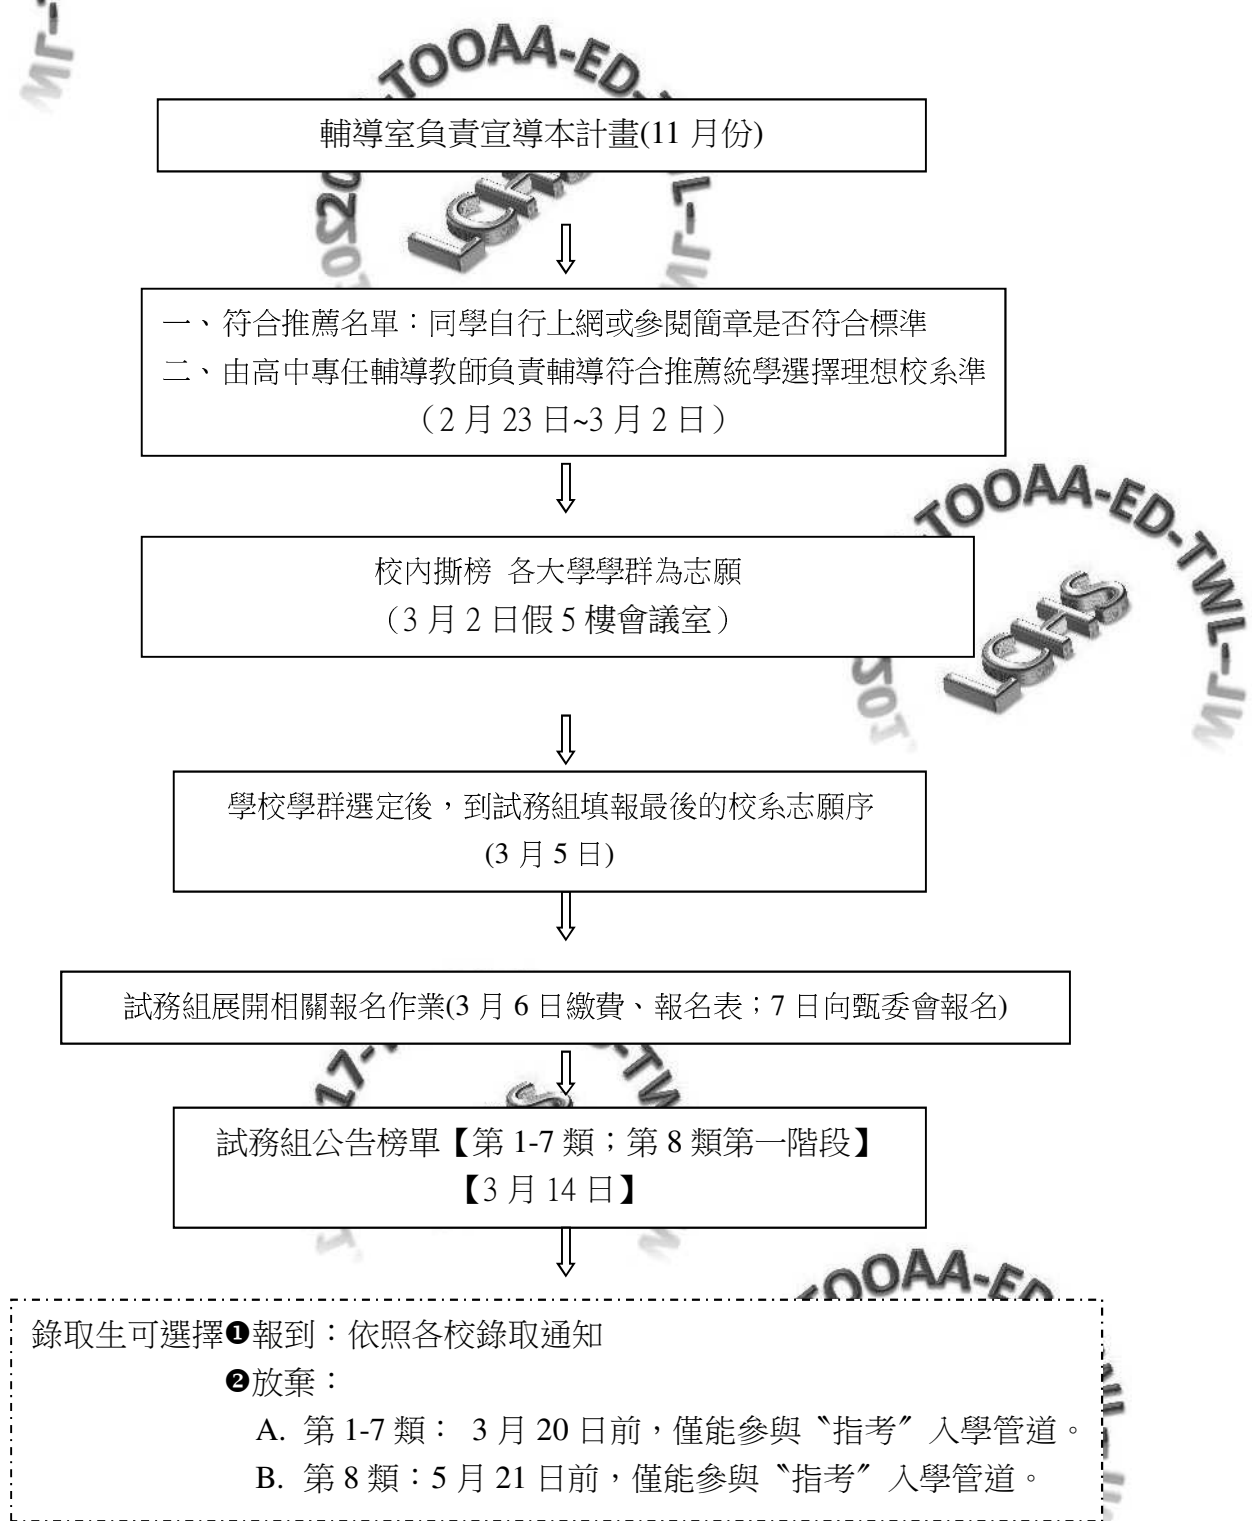 輔導室負責宣導本計畫(11 月份)
一、符合推薦名單：同學自行上網或參閱簡章是否符合標準
二、由高中專任輔導教師負責輔導符合推薦統學選擇理想校系準
（2 月 23 日~3 月 2 日）
校內撕榜 各大學學群為志願
（3 月 2 日假 5 樓會議室）
學校學群選定後，到試務組填報最後的校系志願序
(3 月 5 日)
試務組展開相關報名作業(3 月 6 日繳費、報名表；7 日向甄委會報名)
試務組公告榜單【第 1-7 類；第 8 類第一階段】
【3 月 14 日】
錄取生可選擇❶報到：依照各校錄取通知
❷放棄：
A. 第 1-7 類： 3 月 20 日前，僅能參與〝指考〞入學管道。
B. 第 8 類：5 月 21 日前，僅能參與〝指考〞入學管道。
TOOAA-ED-TWL-JW
LCHS